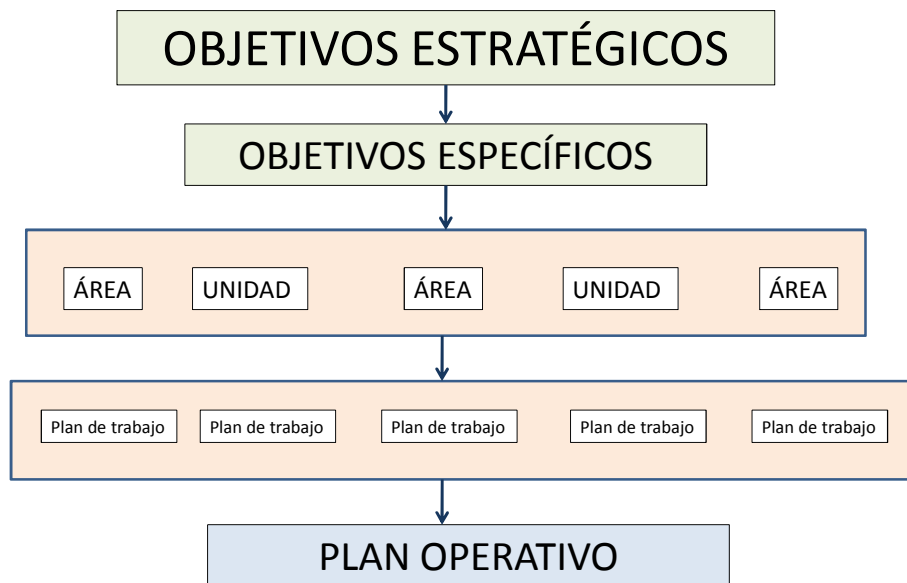 OBJETIVOS ESTRATÉGICOS
OBJETIVOS ESPECÍFICOS
ÁREA UNIDAD ÁREA UNIDAD ÁREA
Plan de trabajo Plan de trabajo Plan de trabajo Plan de trabajo Plan de trabajo
PLAN OPERATIVO